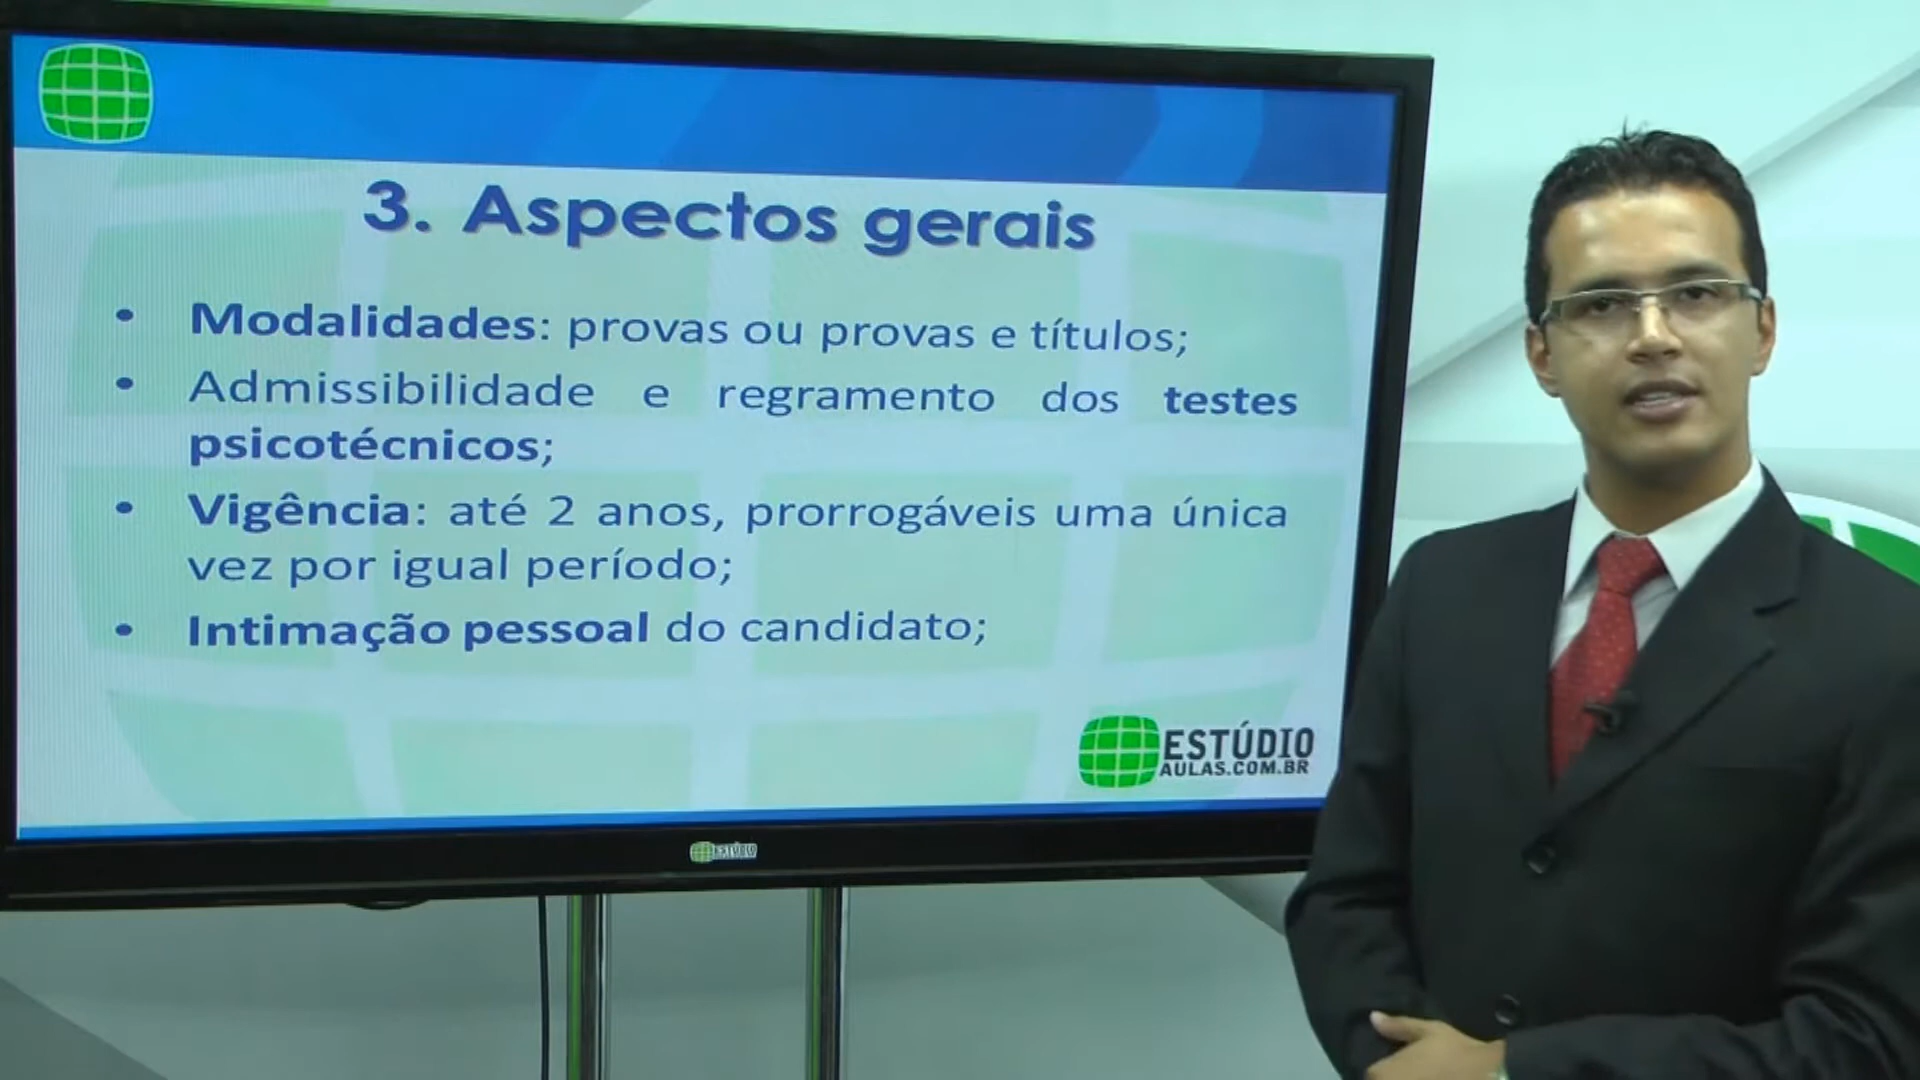 3. Aspectos gerais
• Modalidades: provas ou provas e títulos;
• Admissibilidade e regramento dos testes
psicotécnicos;
• Vigência: até 2 anos, prorrogáveis uma única
vez por igual período;
• Intimação pessoal do candidato;
ESTÚDIO
AULAS.COM.BR
ESTÚDIO